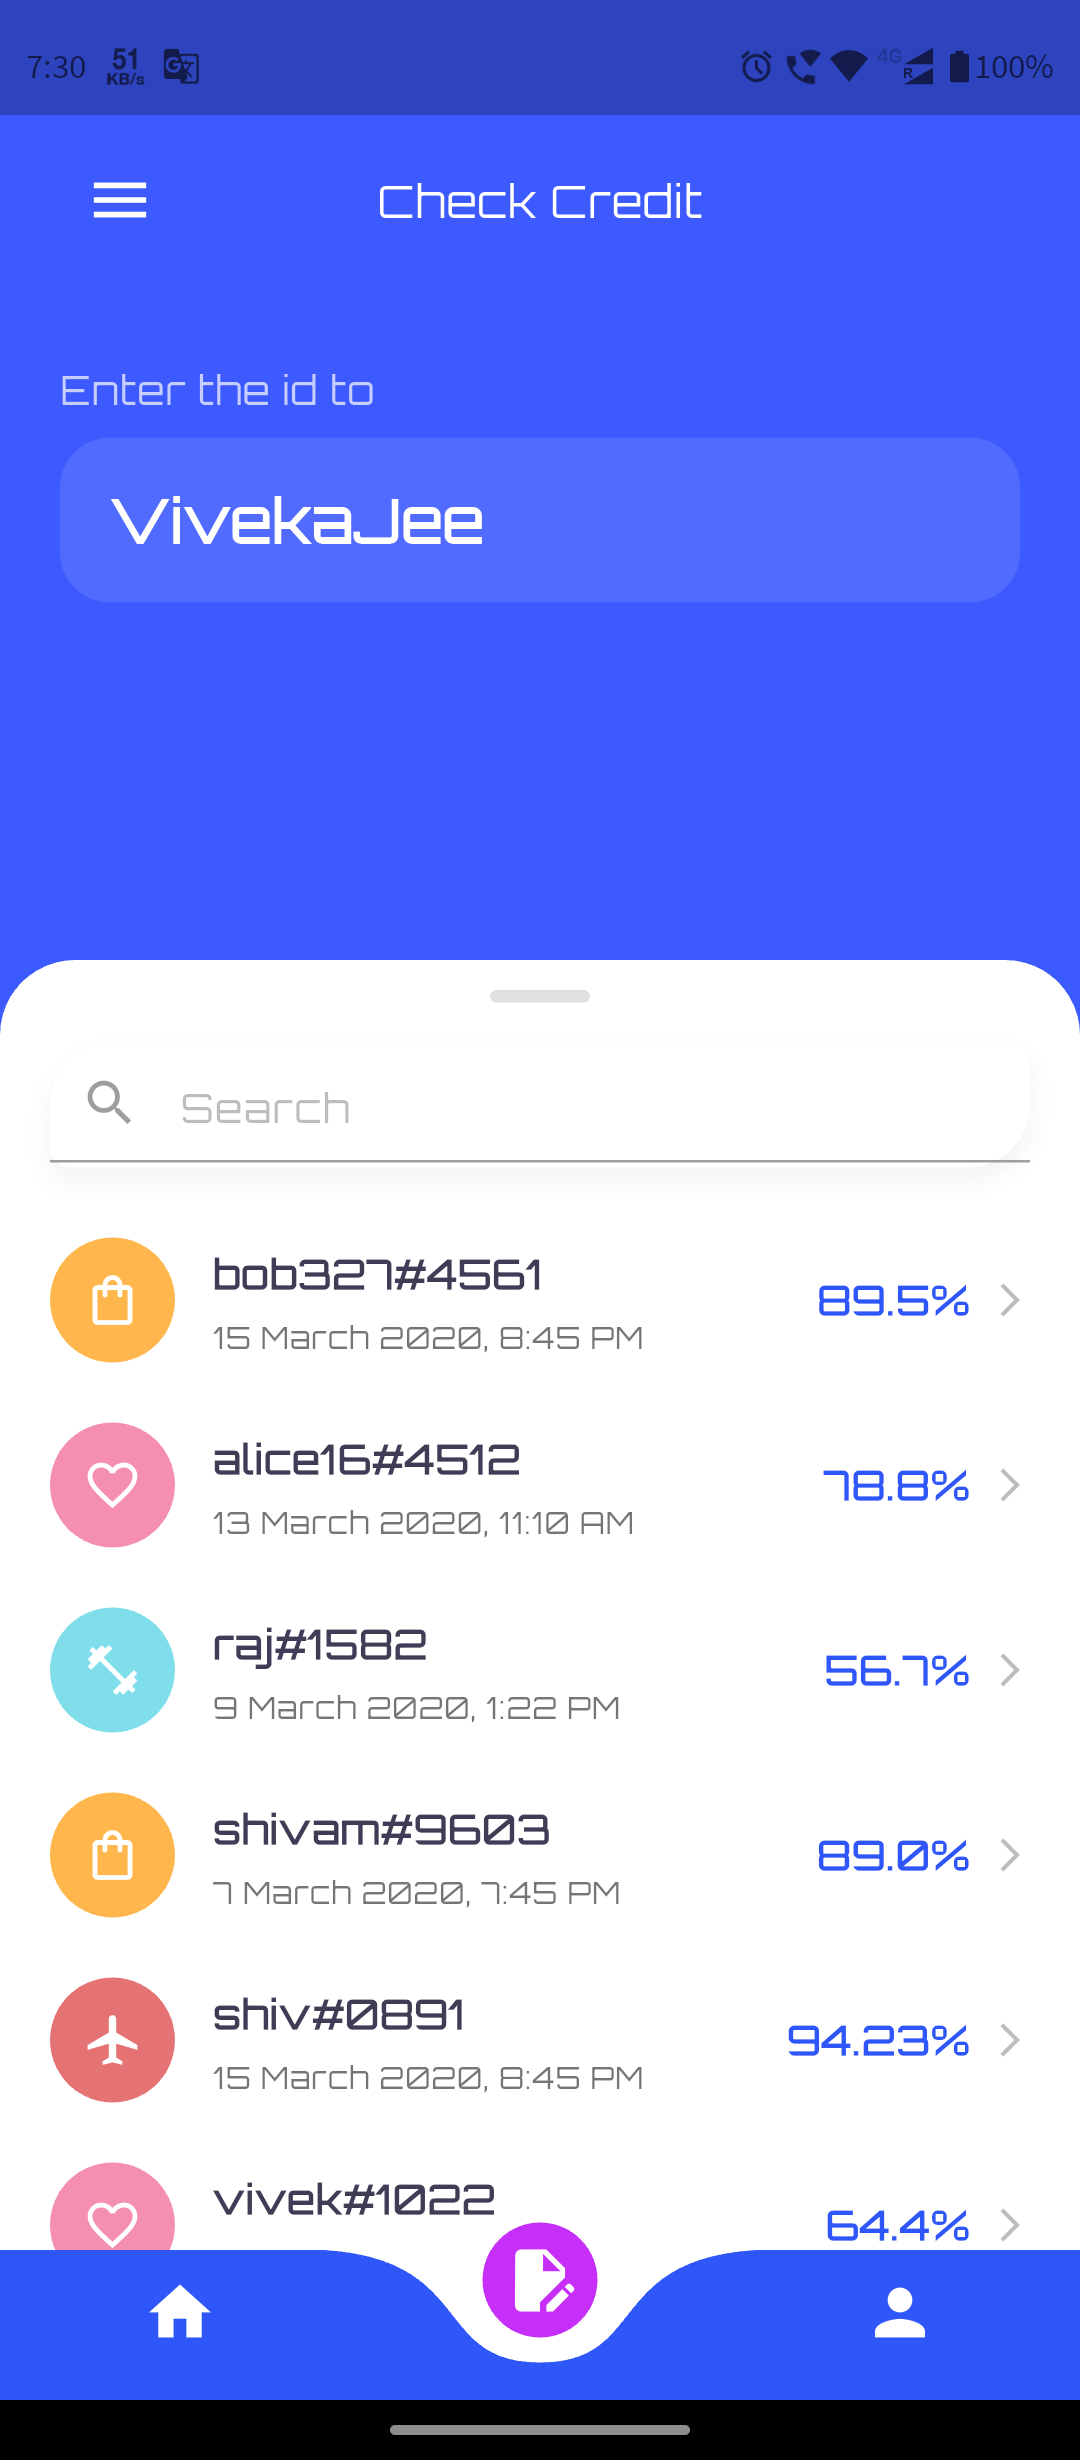 7:30 51 KB/s G 4G R 100%
Check Credit
Enter the id to
VivekaJee
Search
bob327#4561
15 March 2020, 8:45 PM
89.5%
alice16#4512
13 March 2020, 11:10 AM
78.8%
raj#1582
9 March 2020, 1:22 PM
56.7%
shivam#9603
7 March 2020, 7:45 PM
89.0%
shiv#0891
15 March 2020, 8:45 PM
94.23%
vivek#1022
64.4%